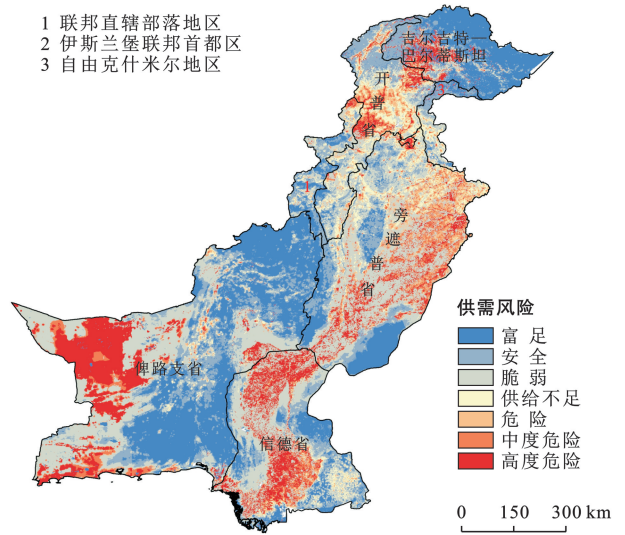 1 联邦直辖部落地区
2 伊斯兰堡联邦首都区
3 自由克什米尔地区
吉尔吉特—
巴尔蒂斯坦
开普省
3
2
1
旁遮普省
俾路支省
信德省
供需风险
富足
安全
脆弱
供给不足
危险
中度危险
高度危险
0 150 300 km